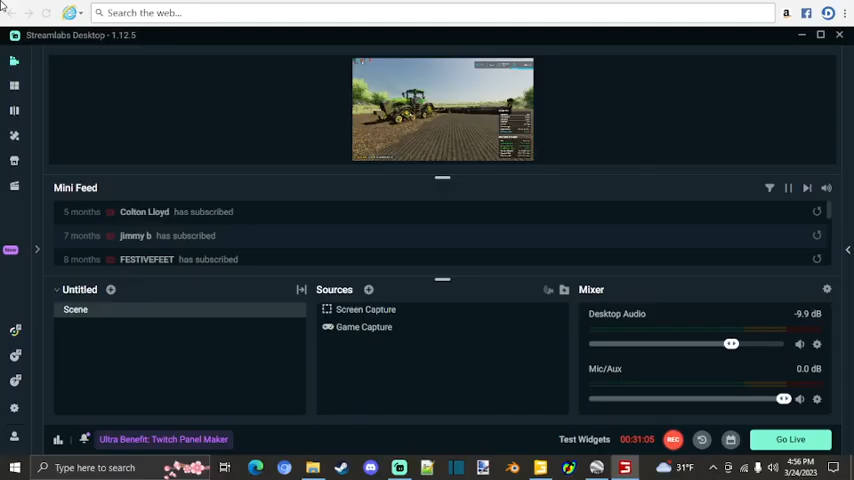 Search the web...
Streamlabs Desktop - 1.12.5
Mini Feed
5 months Colton Lloyd has subscribed
7 months jimmy b has subscribed
8 months FESTIVEFEET has subscribed
Untitled
Scene
Sources
Screen Capture
Game Capture
Mixer
Desktop Audio -9.9 dB
Mic/Aux 0.0 dB
New
Ultra Benefit: Twitch Panel Maker
Test Widgets 00:31:05 REC Go Live
Type here to search
31°F
4:56 PM
3/24/2023